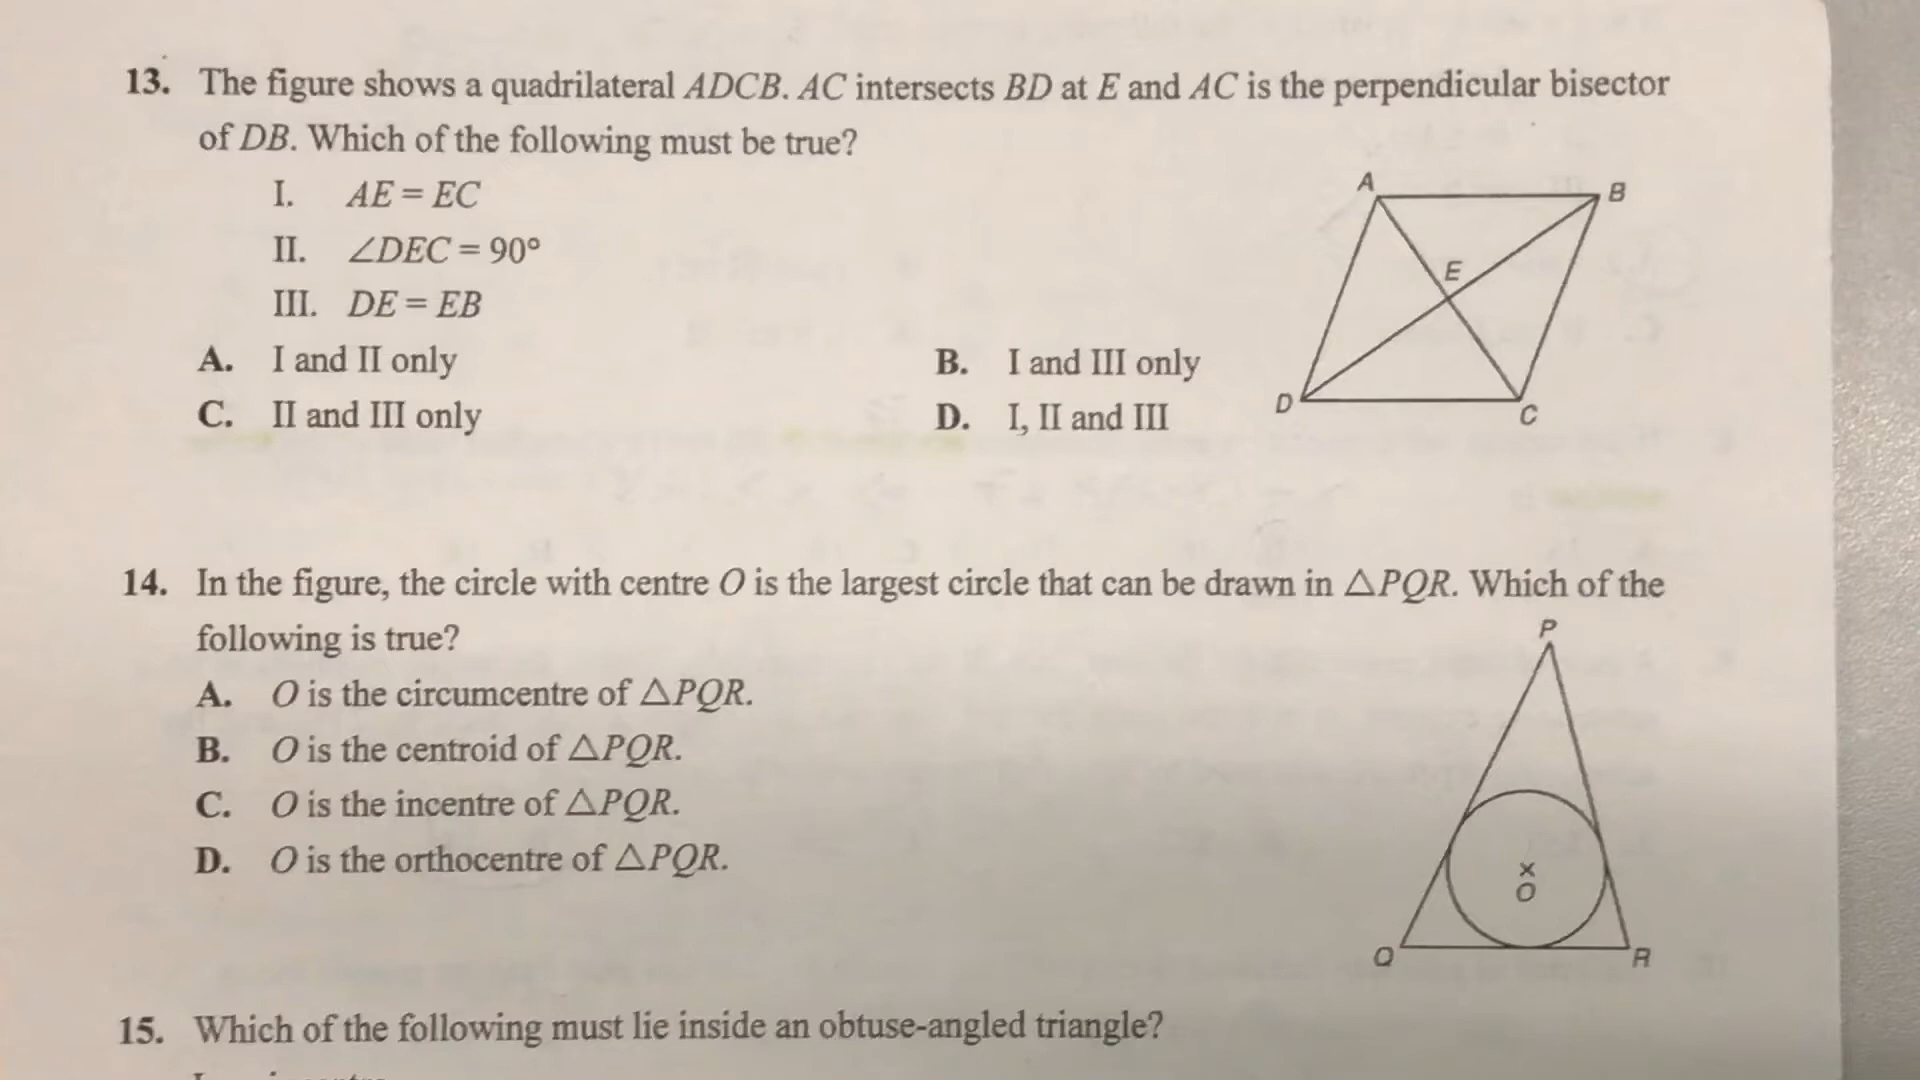 13. The figure shows a quadrilateral ADCB. AC intersects BD at E and AC is the perpendicular bisector
of DB. Which of the following must be true?
I. AE = EC
II. ∠DEC = 90°
III. DE = EB
A. I and II only
B. I and III only
C. II and III only
D. I, II and III
A
B
E
D
C
14. In the figure, the circle with centre O is the largest circle that can be drawn in △PQR. Which of the
following is true?
A. O is the circumcentre of △PQR.
B. O is the centroid of △PQR.
C. O is the incentre of △PQR.
D. O is the orthocentre of △PQR.
P
x
O
Q
R
15. Which of the following must lie inside an obtuse-angled triangle?